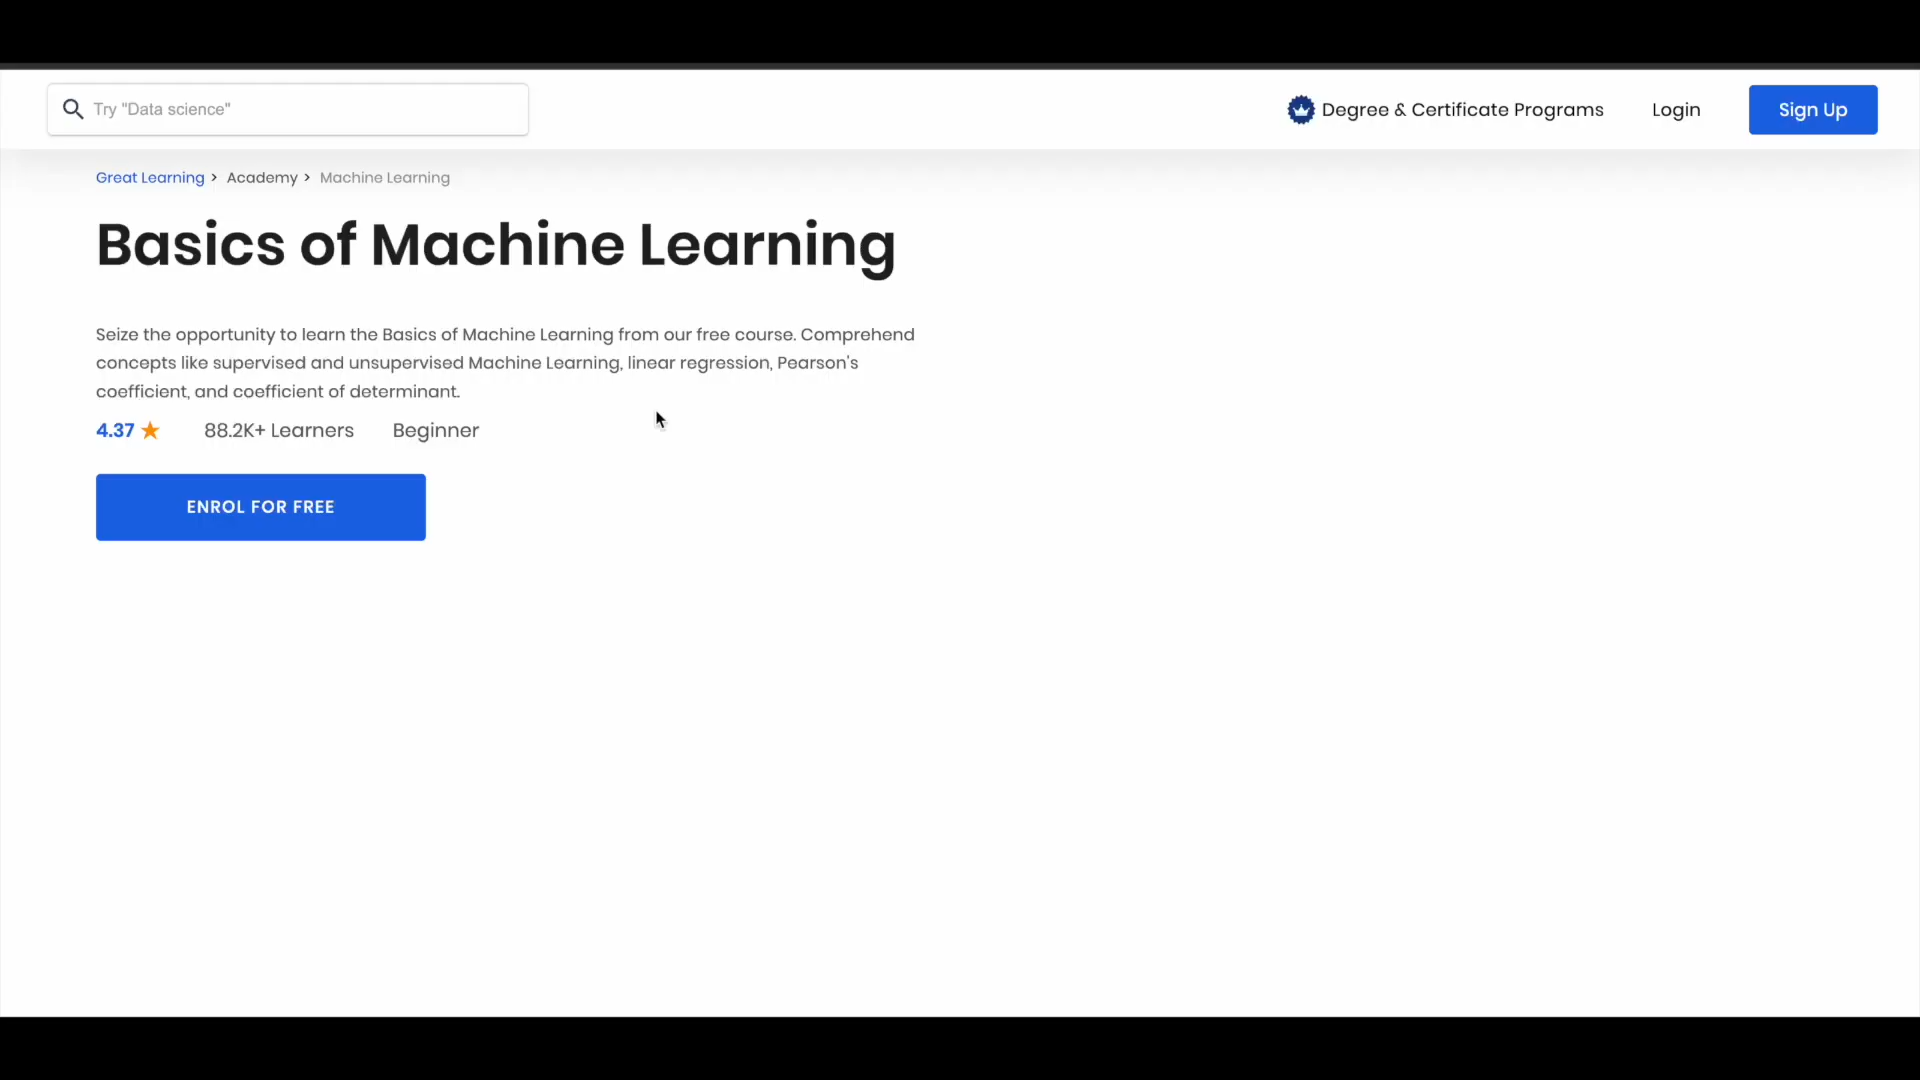 Try "Data science"
Degree & Certificate Programs
Login
Sign Up
Great Learning > Academy > Machine Learning
Basics of Machine Learning
Seize the opportunity to learn the Basics of Machine Learning from our free course. Comprehend
concepts like supervised and unsupervised Machine Learning, linear regression, Pearson's
coefficient, and coefficient of determinant.
4.37 ★ 88.2K+ Learners Beginner
ENROL FOR FREE